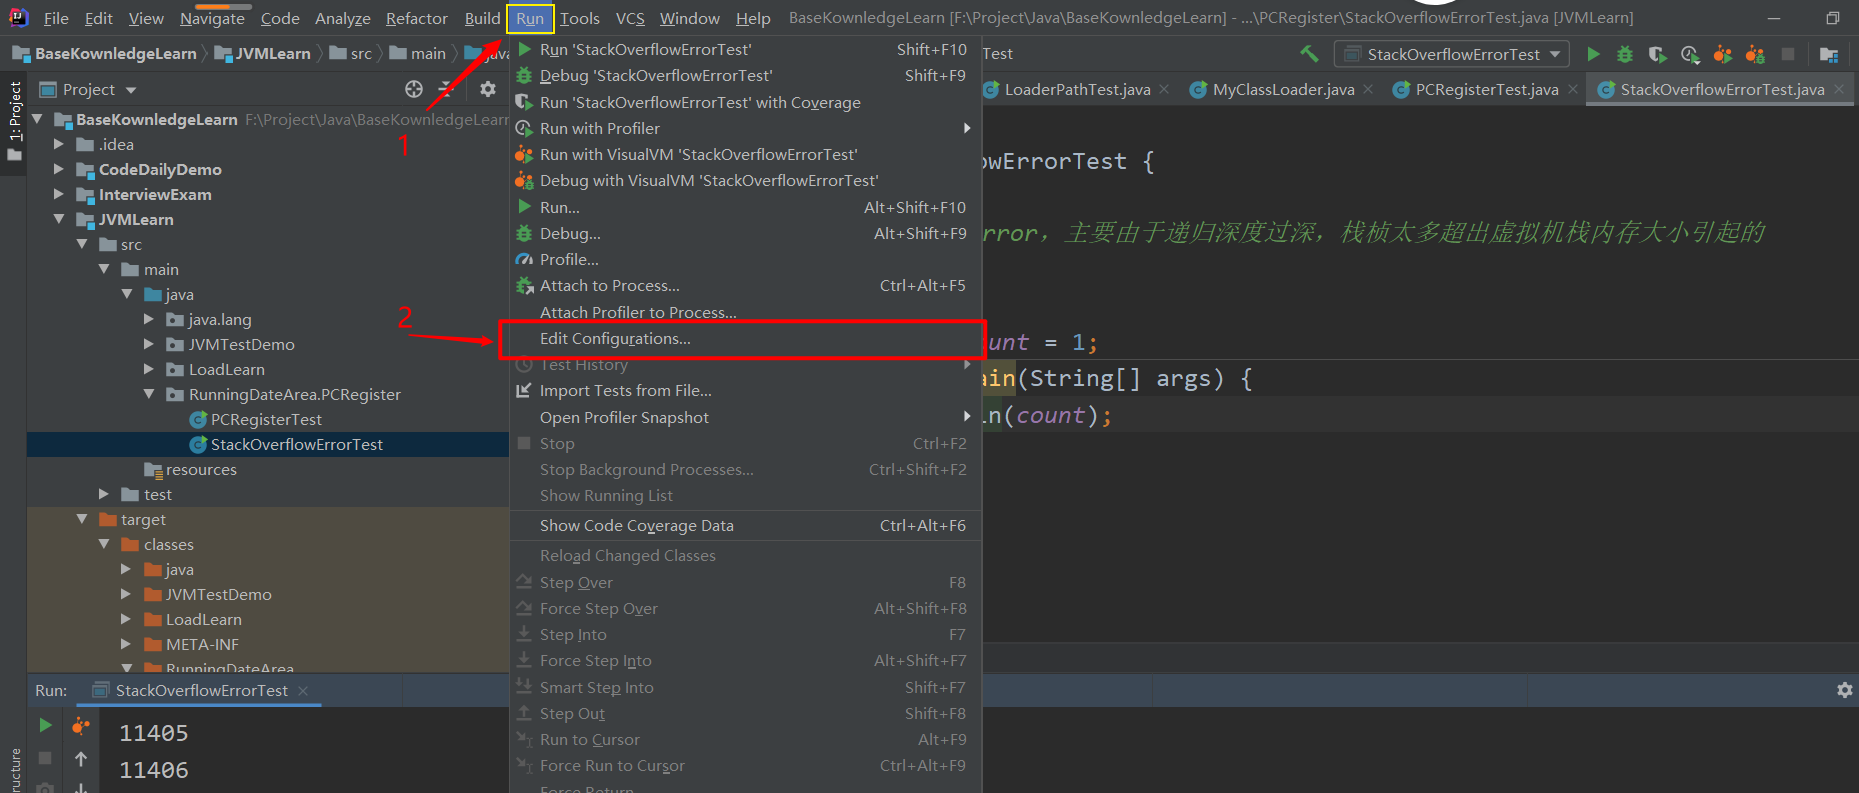 File Edit View Navigate Code Analyze Refactor Build Run Tools VCS Window Help BaseKownledgeLearn [F:\Project\Java\BaseKownledgeLearn] - ...\PCRegister\StackOverflowErrorTest.java [JVMLearn]
BaseKownledgeLearn JVMLearn src main java
Test
StackOverflowErrorTest
1: Project
Project
LoaderPathTest.java
MyClassLoader.java
PCRegisterTest.java
StackOverflowErrorTest.java
BaseKownledgeLearn F:\Project\Java\BaseKownledgeLearn
.idea
CodeDailyDemo
InterviewExam
JVMLearn
src
main
java
java.lang
JVMTestDemo
LoadLearn
RunningDateArea.PCRegister
PCRegisterTest
StackOverflowErrorTest
resources
test
target
classes
java
JVMTestDemo
LoadLearn
META-INF
RunningDateArea
1
2
Run 'StackOverflowErrorTest' Shift+F10
Debug 'StackOverflowErrorTest' Shift+F9
Run 'StackOverflowErrorTest' with Coverage
Run with Profiler
Run with VisualVM 'StackOverflowErrorTest'
Debug with VisualVM 'StackOverflowErrorTest'
Run... Alt+Shift+F10
Debug... Alt+Shift+F9
Profile...
Attach to Process... Ctrl+Alt+F5
Attach Profiler to Process...
Edit Configurations...
Test History
Import Tests from File...
Open Profiler Snapshot
Stop Ctrl+F2
Stop Background Processes... Ctrl+Shift+F2
Show Running List
Show Code Coverage Data Ctrl+Alt+F6
Reload Changed Classes
Step Over F8
Force Step Over Alt+Shift+F8
Step Into F7
Force Step Into Alt+Shift+F7
Smart Step Into Shift+F7
Step Out Shift+F8
Run to Cursor Alt+F9
Force Run to Cursor Ctrl+Alt+F9
Force Return
owErrorTest {
rror，主要由于递归深度过深，栈桢太多超出虚拟机栈内存大小引起的
unt = 1;
ain(String[] args) {
ln(count);
Run: StackOverflowErrorTest
11405
11406
ructure